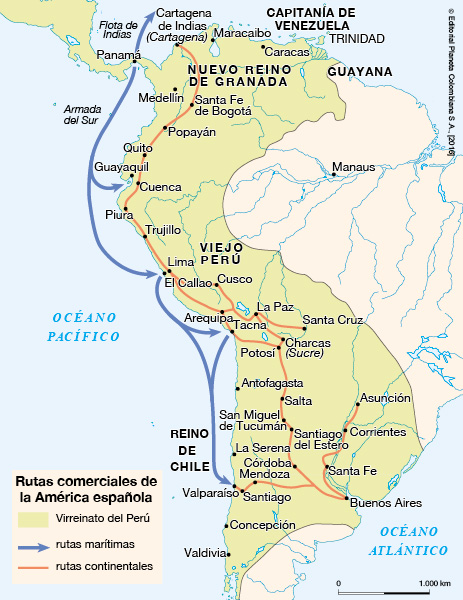 Cartagena
de Indias
(Cartagena)
Flota de
Indias
Panamá
Maracaibo
CAPITANÍA DE
VENEZUELA
TRINIDAD
Caracas
GUAYANA
NUEVO REINO
DE GRANADA
Medellín
Santa Fe
de Bogotá
Armada
del Sur
Popayán
Quito
Guayaquil
Cuenca
Manaus
Piura
Trujillo
VIEJO
PERÚ
Lima
El Callao
Cusco
Arequipa
La Paz
Tacna
Santa Cruz
Charcas
(Sucre)
Potosí
OCÉANO
PACÍFICO
Antofagasta
Salta
Asunción
San Miguel
de Tucumán
Santiago
del Estero
Corrientes
REINO
DE
CHILE
La Serena
Córdoba
Mendoza
Santa Fe
Valparaíso
Santiago
Buenos Aires
Concepción
Valdivia
OCÉANO
ATLÁNTICO
Rutas comerciales de
la América española
Virreinato del Perú
rutas marítimas
rutas continentales
0 1.000 km
© Editorial Planeta Colombiana S.A., [2016]